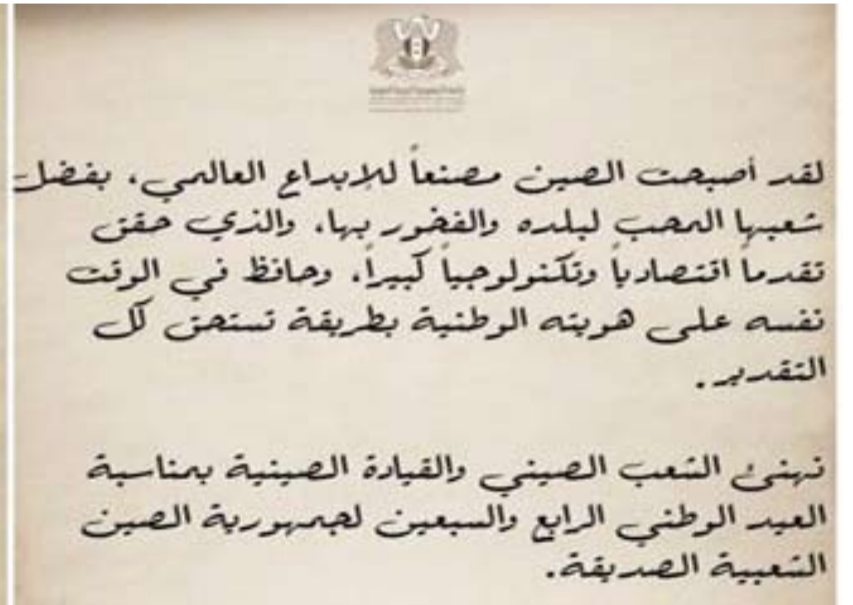 لقد أصبحت الصين مصنعاً للإبداع العالمي، بفضل
شعبها المحب لبلده والفخور بها، والذي حقق
تقدماً اقتصادياً وتكنولوجياً كبيراً، وحافظ في الوقت
نفسه على هويته الوطنية بطريقة تستحق كل
التقدير.
نهنئ الشعب الصيني والقيادة الصينية بمناسبة
العيد الوطني الرابع والسبعين لجمهورية الصين
الشعبية الصديقة.